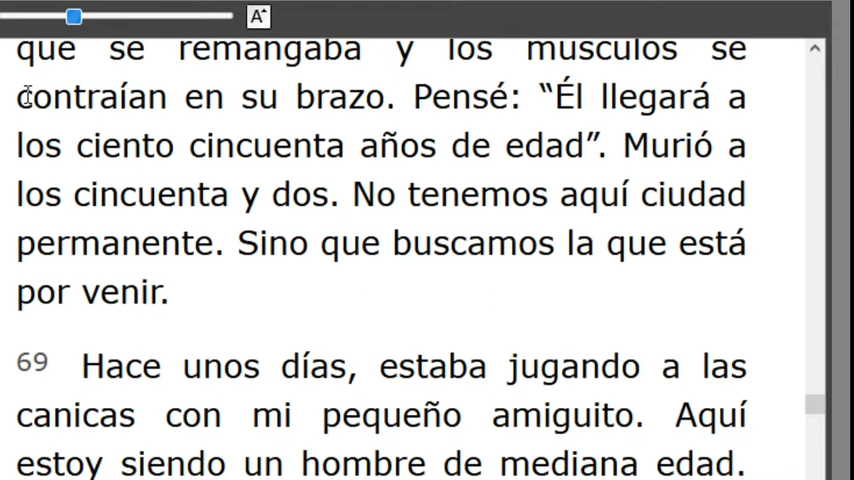 A
que se remangaba y los músculos se
contraían en su brazo. Pensé: “Él llegará a
los ciento cincuenta años de edad”. Murió a
los cincuenta y dos. No tenemos aquí ciudad
permanente. Sino que buscamos la que está
por venir.
69 Hace unos días, estaba jugando a las
canicas con mi pequeño amiguito. Aquí
estoy siendo un hombre de mediana edad.